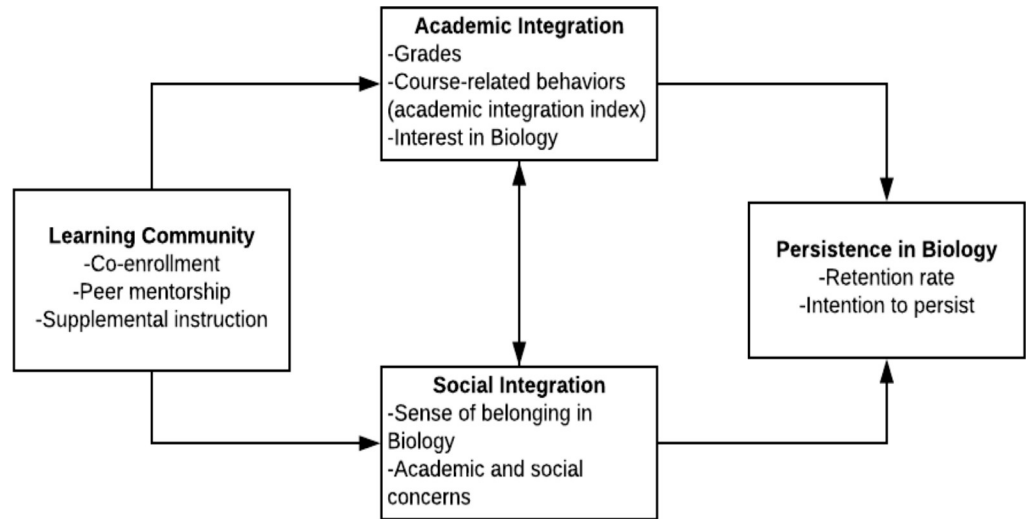 Academic Integration
-Grades
-Course-related behaviors
(academic integration index)
-Interest in Biology
Learning Community
-Co-enrollment
-Peer mentorship
-Supplemental instruction
Persistence in Biology
-Retention rate
-Intention to persist
Social Integration
-Sense of belonging in
Biology
-Academic and social
concerns